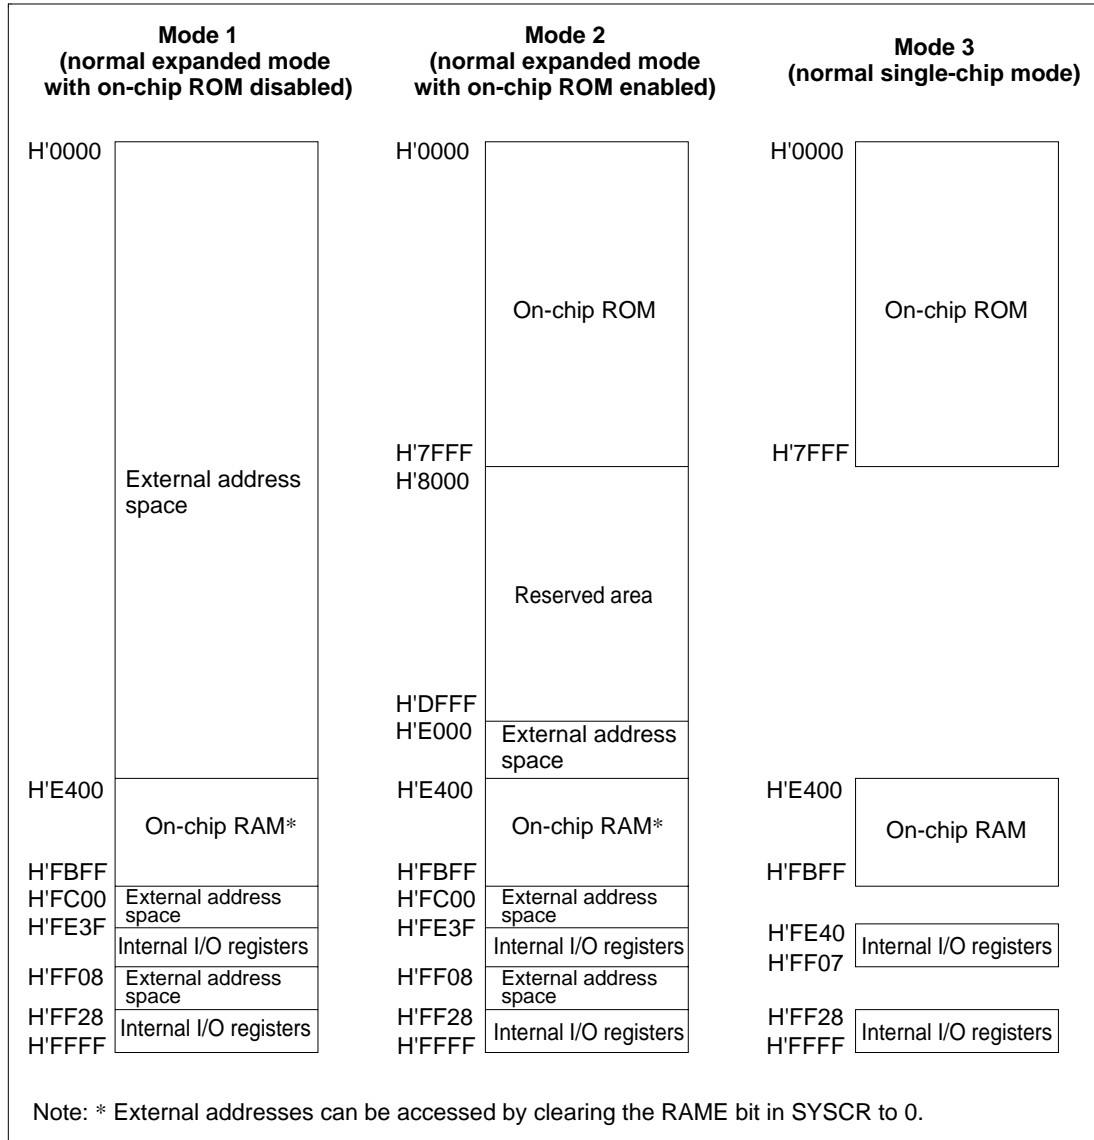 Mode 1
(normal expanded mode
with on-chip ROM disabled)
H'0000
External address
space
H'E400
On-chip RAM*
H'FBFF
H'FC00
External address
space
H'FE3F
Internal I/O registers
H'FF08
External address
space
H'FF28
Internal I/O registers
H'FFFF
Mode 2
(normal expanded mode
with on-chip ROM enabled)
H'0000
On-chip ROM
H'7FFF
H'8000
Reserved area
H'DFFF
H'E000
External address
space
H'E400
On-chip RAM*
H'FBFF
H'FC00
External address
space
H'FE3F
Internal I/O registers
H'FF08
External address
space
H'FF28
Internal I/O registers
H'FFFF
Mode 3
(normal single-chip mode)
H'0000
On-chip ROM
H'7FFF
H'E400
On-chip RAM
H'FBFF
H'FE40
Internal I/O registers
H'FF07
H'FF28
Internal I/O registers
H'FFFF
Note: * External addresses can be accessed by clearing the RAME bit in SYSCR to 0.